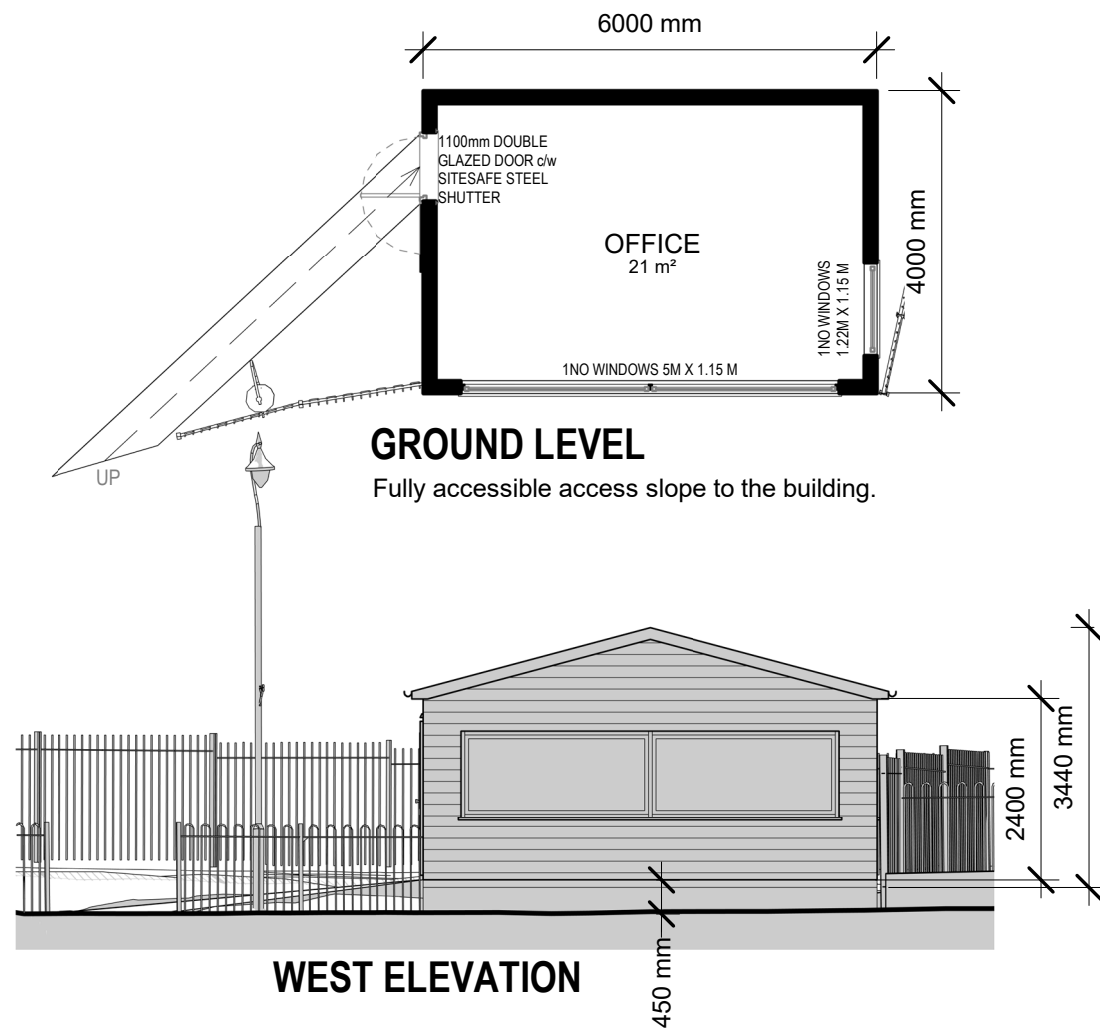 6000 mm
1100mm DOUBLE
GLAZED DOOR c/w
SITESAFE STEEL
SHUTTER
OFFICE
21 m²
4000 mm
1NO WINDOWS
1.22M X 1.15 M
1NO WINDOWS 5M X 1.15 M
GROUND LEVEL
Fully accessible access slope to the building.
UP
2400 mm
3440 mm
450 mm
WEST ELEVATION